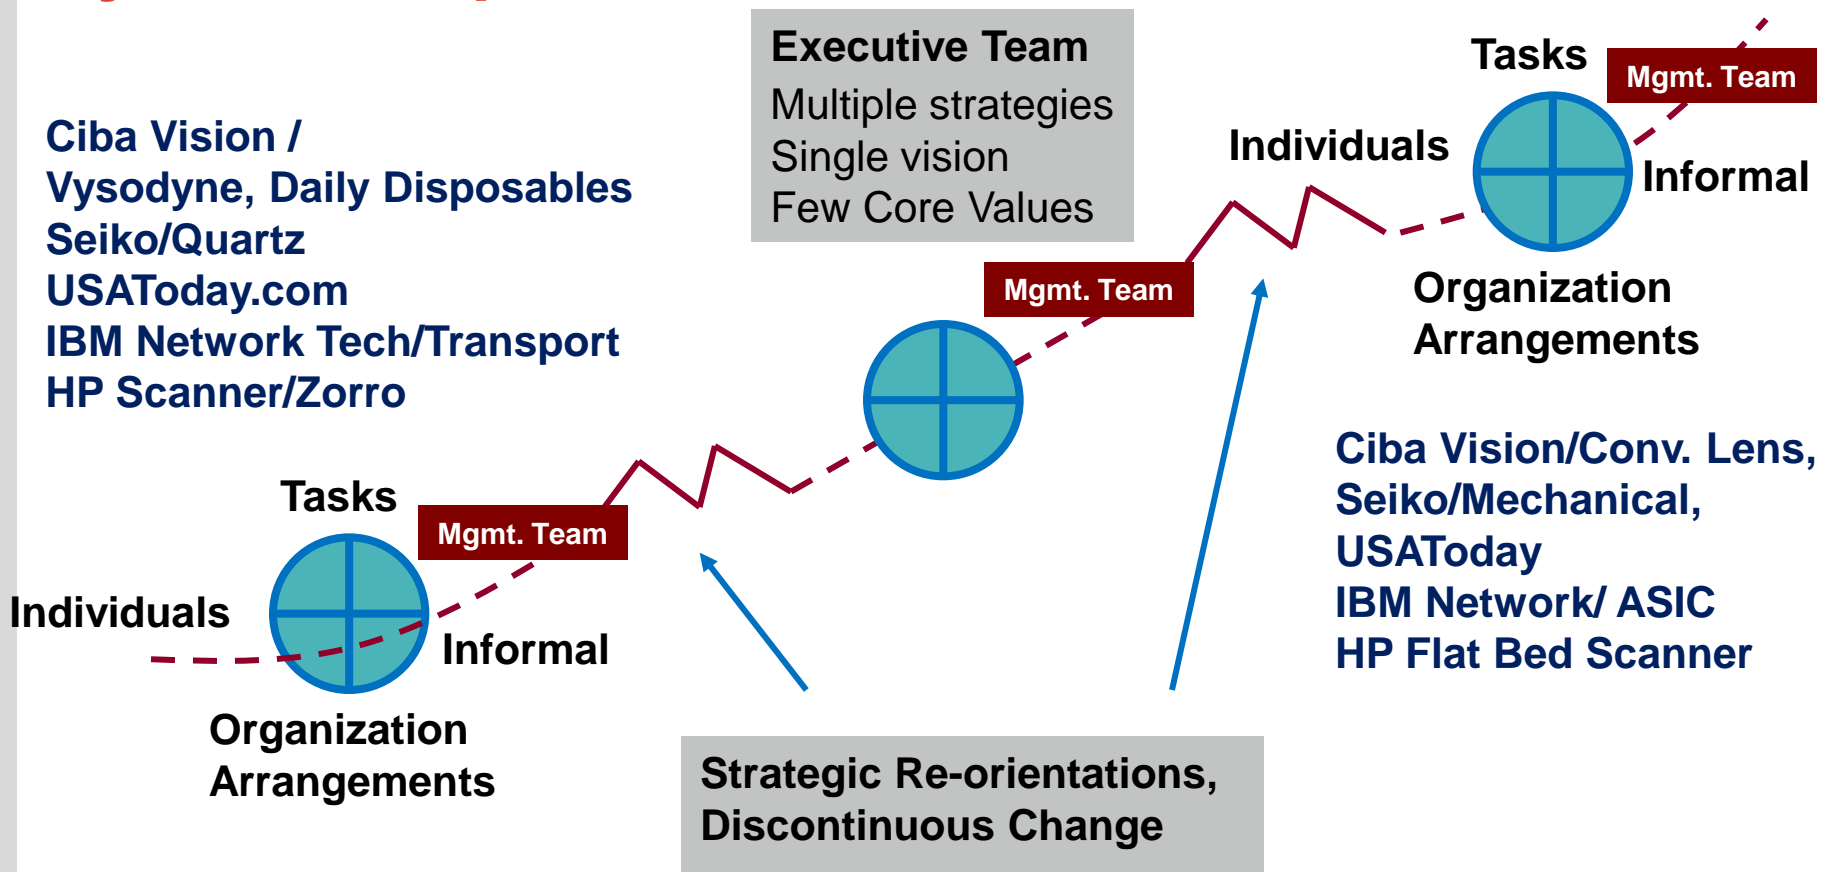 Executive Team
Multiple strategies
Single vision
Few Core Values
Tasks
Mgmt. Team
Individuals
Informal
Organization
Arrangements
Ciba Vision /
Vysodyne, Daily Disposables
Seiko/Quartz
USAToday.com
IBM Network Tech/Transport
HP Scanner/Zorro
Mgmt. Team
Tasks
Mgmt. Team
Individuals
Informal
Organization
Arrangements
Ciba Vision/Conv. Lens,
Seiko/Mechanical,
USAToday
IBM Network/ ASIC
HP Flat Bed Scanner
Strategic Re-orientations,
Discontinuous Change